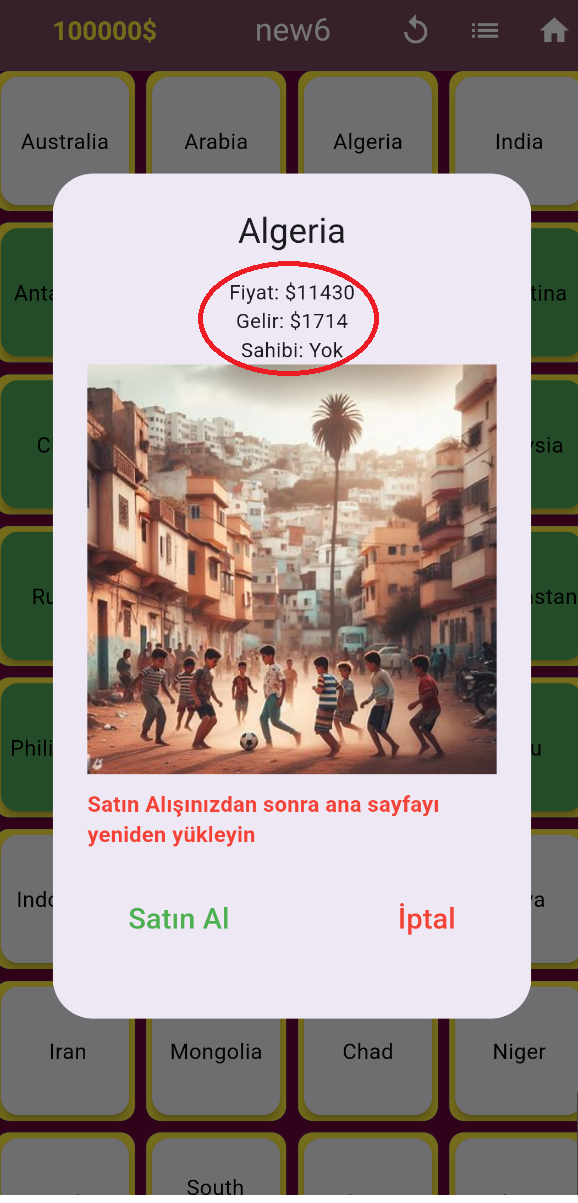 100000$ new6
Australia Arabia Algeria India
Algeria
Fiyat: $11430
Gelir: $1714
Sahibi: Yok
Satın Alışınızdan sonra ana sayfayı
yeniden yükleyin
Satın Al İptal
Iran Mongolia Chad Niger
South